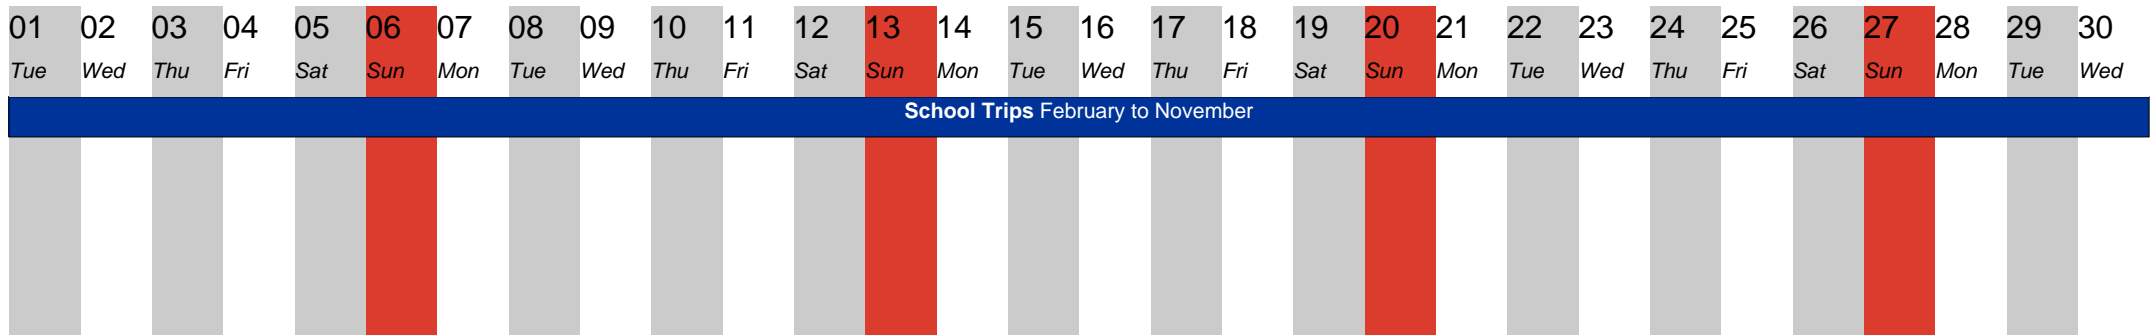 01 02 03 04 05 06 07 08 09 10 11 12 13 14 15 16 17 18 19 20 21 22 23 24 25 26 27 28 29 30
Tue Wed Thu Fri Sat Sun Mon Tue Wed Thu Fri Sat Sun Mon Tue Wed Thu Fri Sat Sun Mon Tue Wed Thu Fri Sat Sun Mon Tue Wed
School Trips February to November